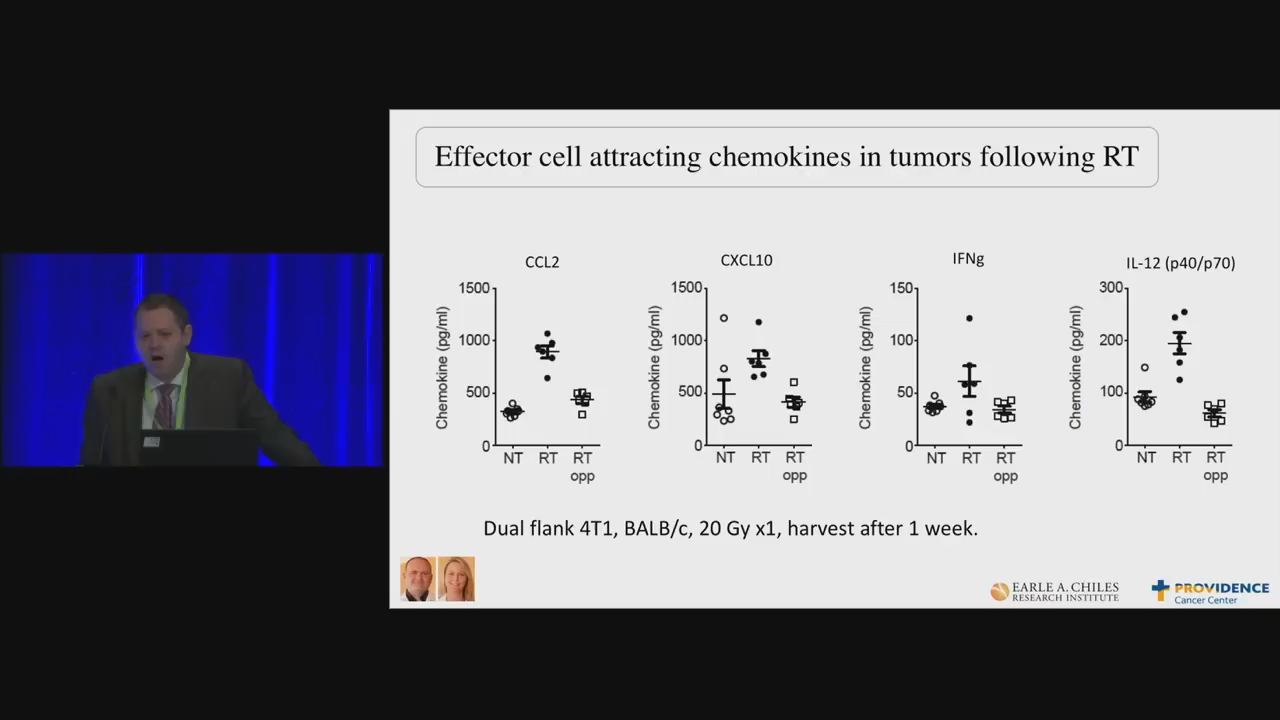 Effector cell attracting chemokines in tumors following RT
CCL2
Chemokine (pg/ml)
1500
1000
500
0
NT
RT
RT
opp
CXCL10
Chemokine (pg/ml)
1500
1000
500
0
NT
RT
RT
opp
IFNg
Chemokine (pg/ml)
150
100
50
0
NT
RT
RT
opp
IL-12 (p40/p70)
Chemokine (pg/ml)
300
200
100
0
NT
RT
RT
opp
Dual flank 4T1, BALB/c, 20 Gy x1, harvest after 1 week.
EARLE A. CHILES
RESEARCH INSTITUTE
PROVIDENCE
Cancer Center